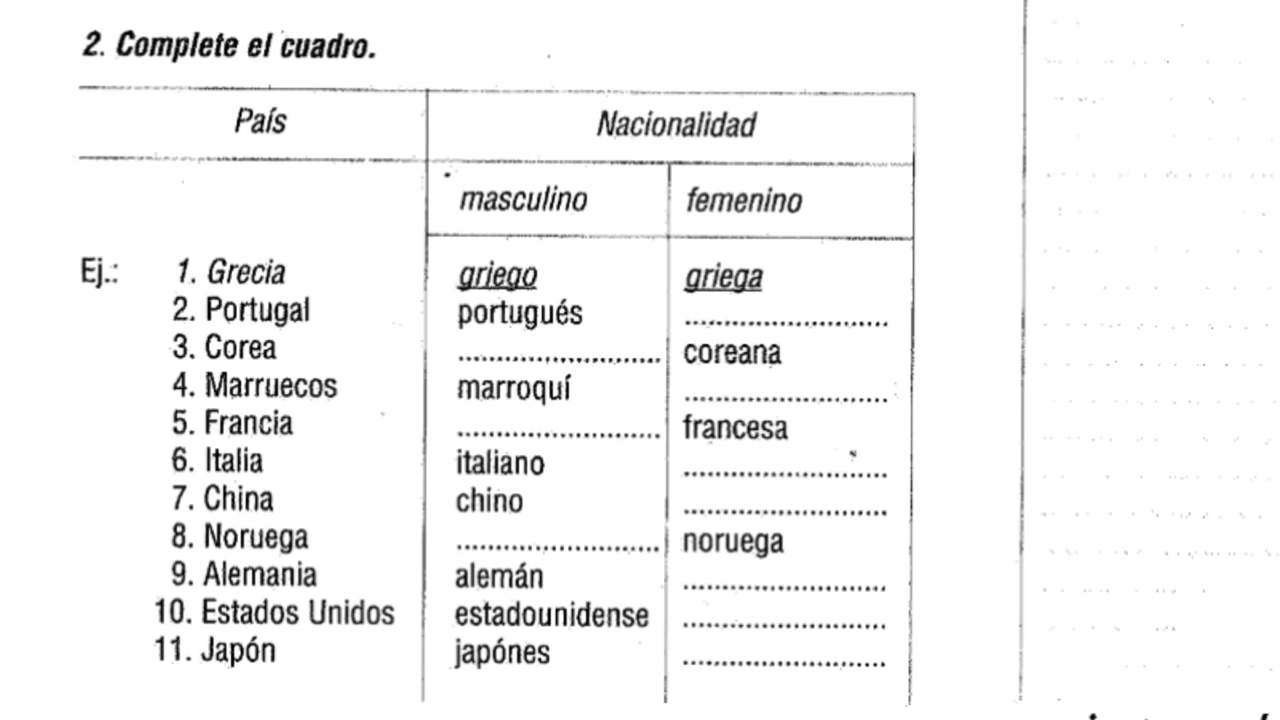 2. Complete el cuadro.
País Nacionalidad
masculino femenino
Ej.: 1. Grecia griego griega
2. Portugal portugués ........................
3. Corea ........................ coreana
4. Marruecos marroquí ........................
5. Francia ........................ francesa
6. Italia italiano ........................
7. China chino ........................
8. Noruega ........................ noruega
9. Alemania alemán ........................
10. Estados Unidos estadounidense ........................
11. Japón japónes ........................